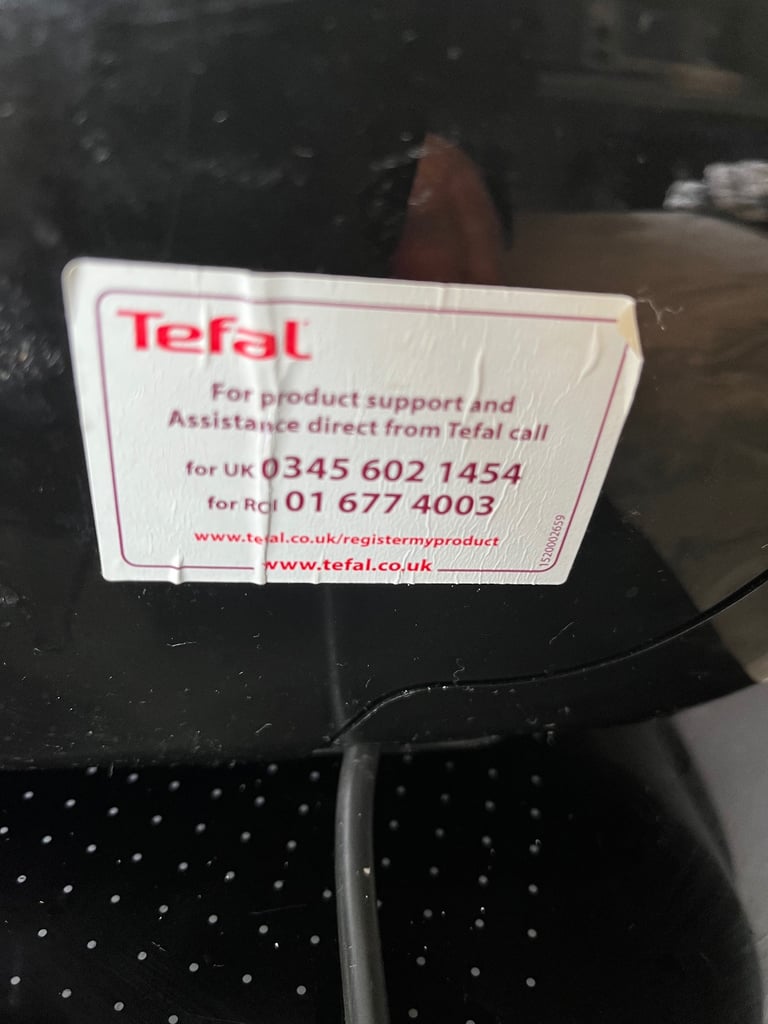 Tefal
For product support and
Assistance direct from Tefal call
for UK 0345 602 1454
for ROI 01 677 4003
www.tefal.co.uk/registermyproduct
www.tefal.co.uk
1520002659